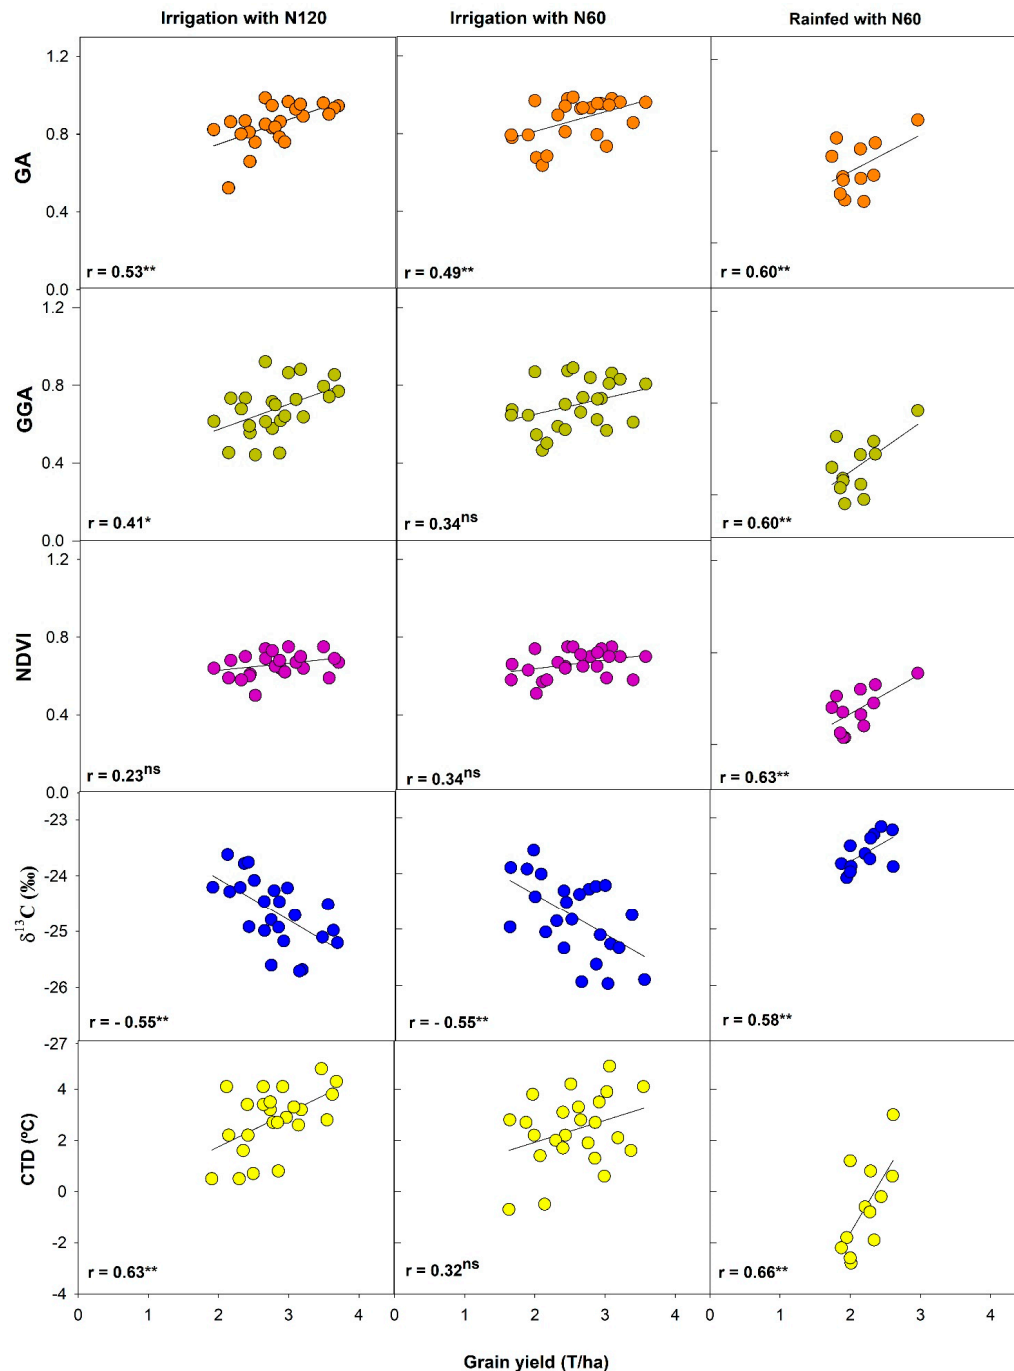 Irrigation with N120 Irrigation with N60 Rainfed with N60
1.2
0.8
GA
0.4
r = 0.53** r = 0.49** r = 0.60**
0.0
1.2
0.8
GGA
0.4
r = 0.41* r = 0.34ns r = 0.60**
0.0
1.2
0.8
NDVI
0.4
r = 0.23ns r = 0.34ns r = 0.63**
0.0
-23
-24
δ13C (‰)
-25
-26
r = - 0.55** r = - 0.55** r = 0.58**
-27
4
2
CTD (ºC)
0
-2
r = 0.63** r = 0.32ns r = 0.66**
-4
0 1 2 3 4 0 1 2 3 4 0 1 2 3 4
Grain yield (T/ha)